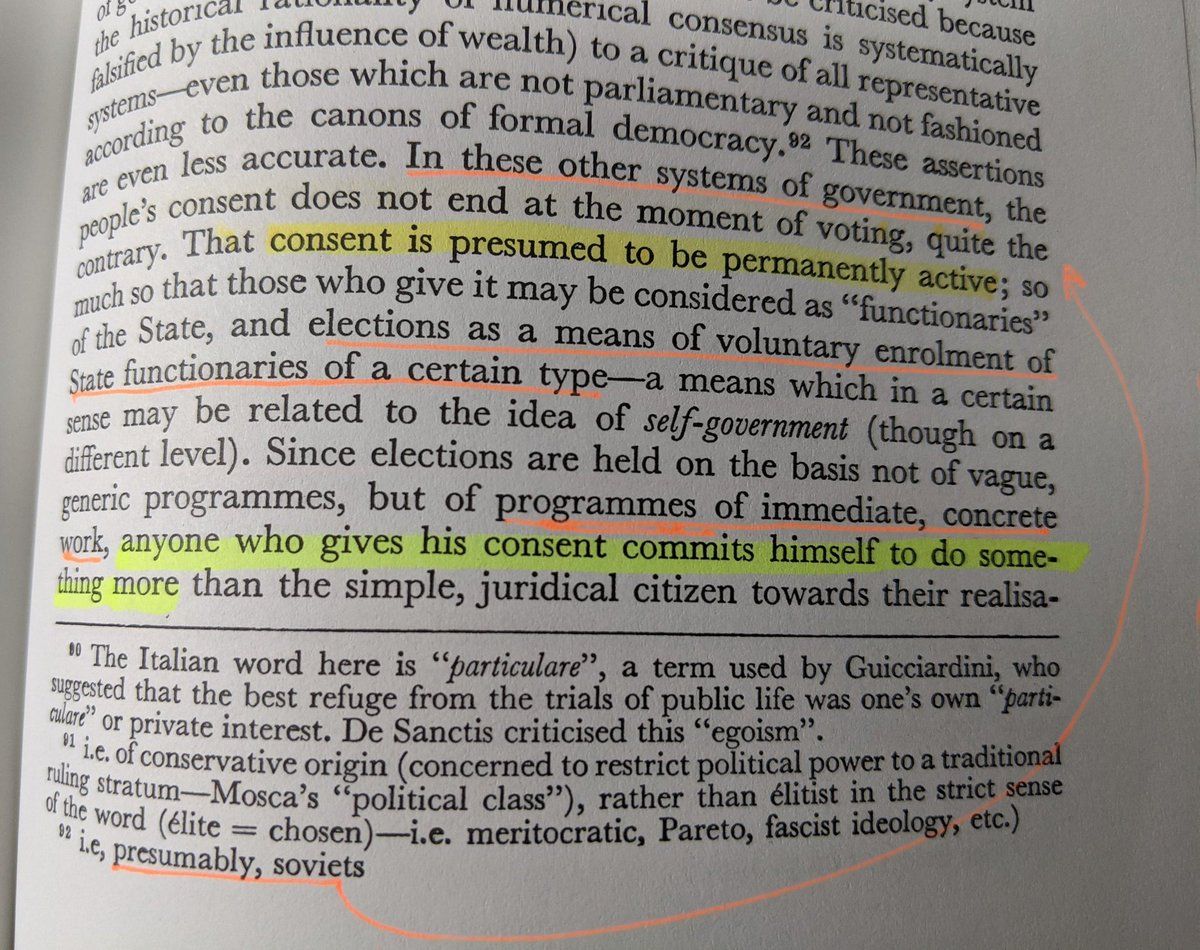 of g
criticised because
the historical rationality of numerical consensus is systematically
falsified by the influence of wealth) to a critique of all representative
systems—even those which are not parliamentary and not fashioned
according to the canons of formal democracy.⁹² These assertions
are even less accurate. In these other systems of government, the
people's consent does not end at the moment of voting, quite the
contrary. That consent is presumed to be permanently active; so
much so that those who give it may be considered as “functionaries”
of the State, and elections as a means of voluntary enrolment of
State functionaries of a certain type—a means which in a certain
sense may be related to the idea of self-government (though on a
different level). Since elections are held on the basis not of vague,
generic programmes, but of programmes of immediate, concrete
work, anyone who gives his consent commits himself to do some-
thing more than the simple, juridical citizen towards their realisa-
⁹⁰ The Italian word here is “particulare”, a term used by Guicciardini, who
suggested that the best refuge from the trials of public life was one's own “parti-
culare” or private interest. De Sanctis criticised this “egoism”.
⁹¹ i.e. of conservative origin (concerned to restrict political power to a traditional
ruling stratum—Mosca's “political class”), rather than élitist in the strict sense
of the word (élite = chosen)—i.e. meritocratic, Pareto, fascist ideology, etc.)
⁹² i.e, presumably, soviets